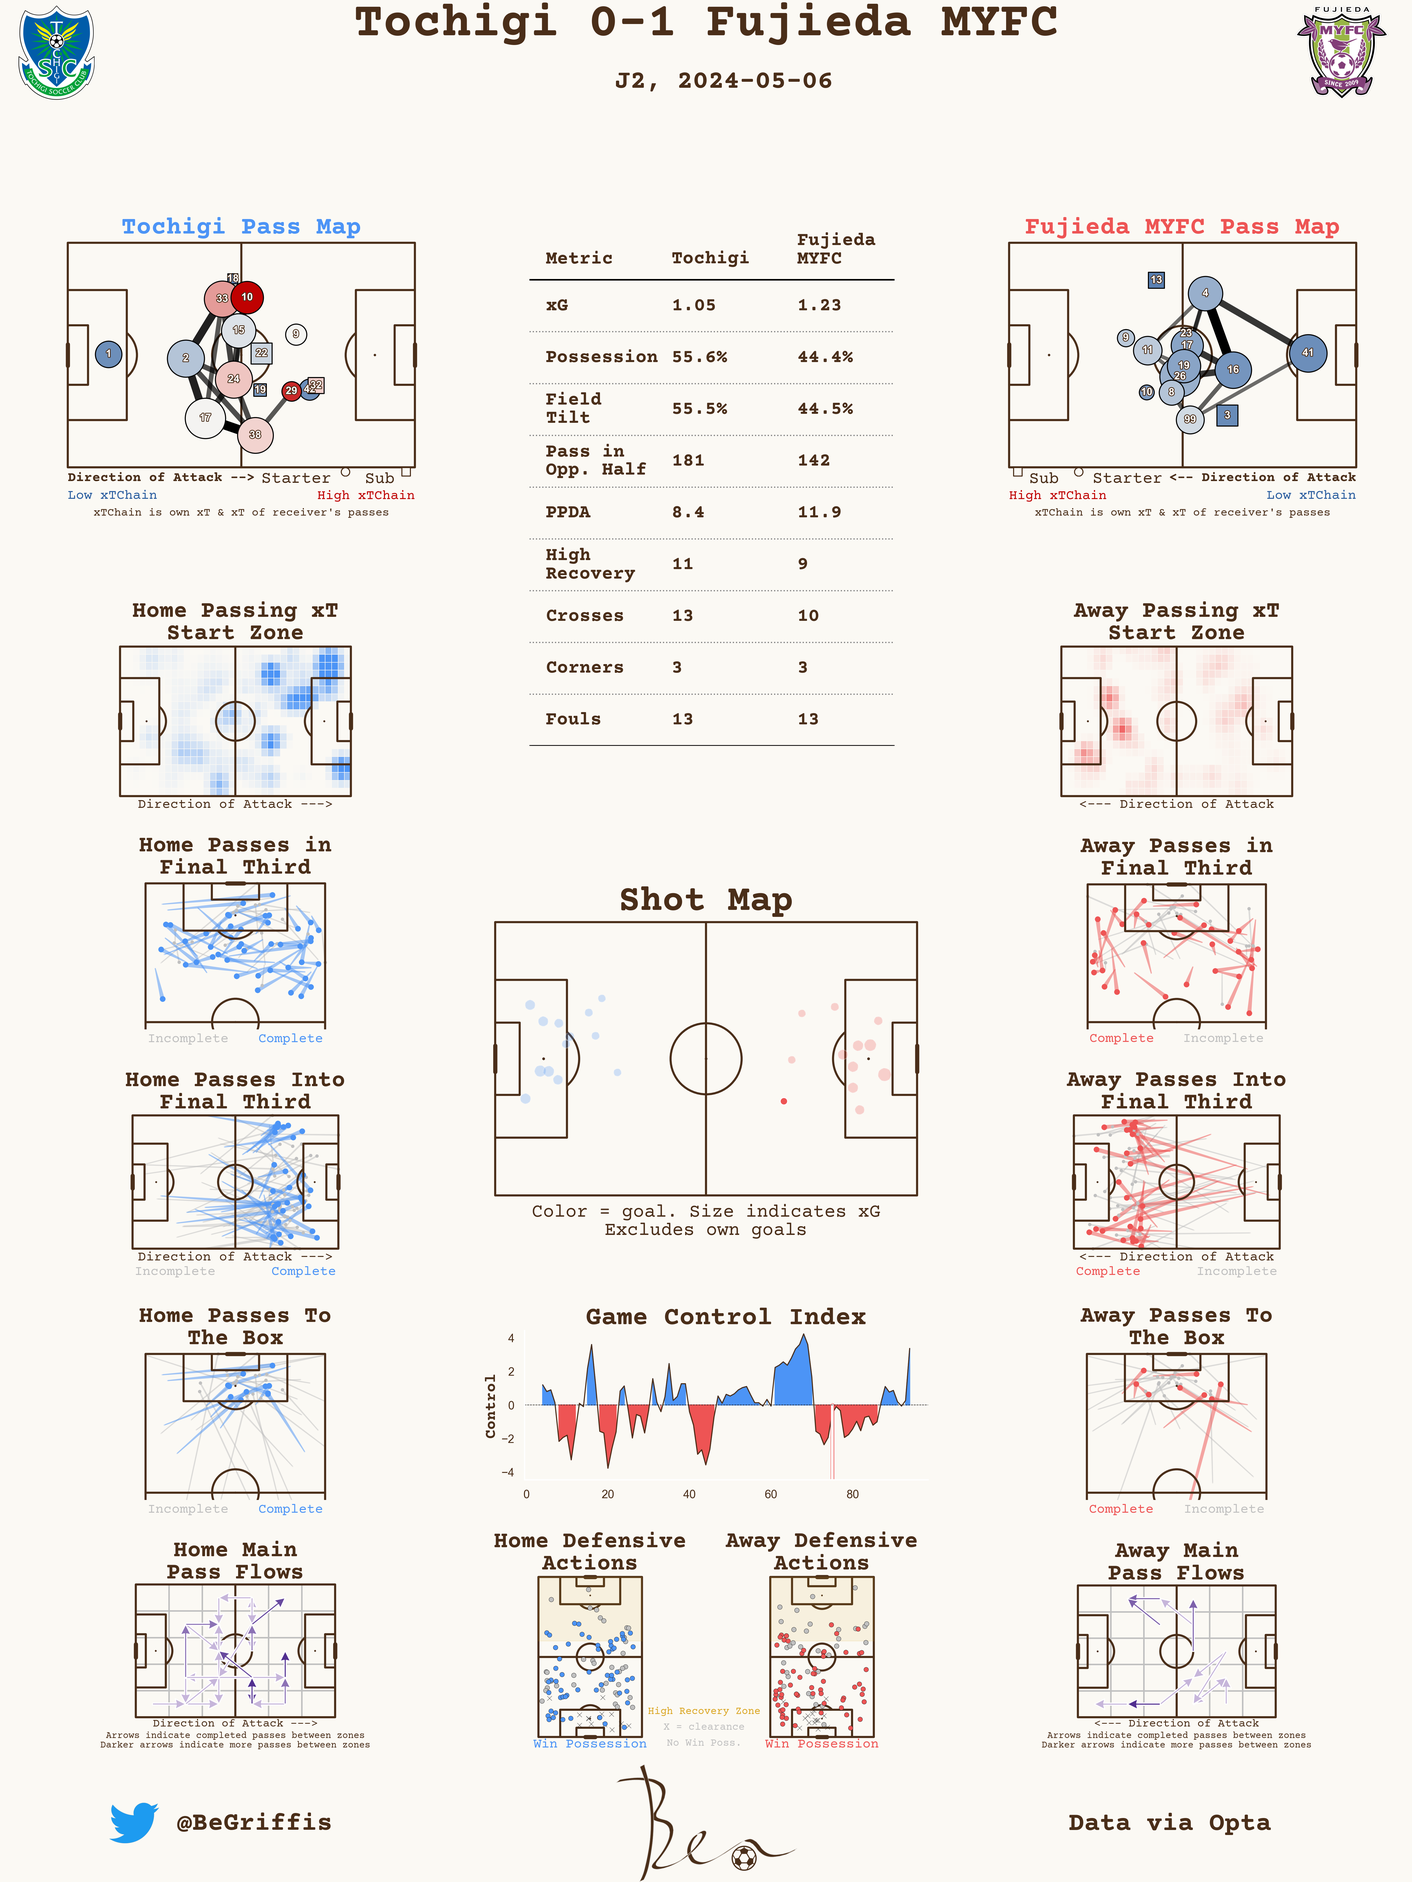 Tochigi 0-1 Fujieda MYFC
J2, 2024-05-06
TOCHIGI
SC
TOCHIGI SOCCER CLUB
FUJIEDA
MYFC
SINCE 2009
Tochigi Pass Map
18
33
10
15
9
1
2
22
24
19
29
32
17
38
Direction of Attack --> Starter Sub
Low xTChain High xTChain
xTChain is own xT & xT of receiver's passes
Metric Tochigi Fujieda MYFC
xG 1.05 1.23
Possession 55.6% 44.4%
Field Tilt 55.5% 44.5%
Pass in Opp. Half 181 142
PPDA 8.4 11.9
High Recovery 11 9
Crosses 13 10
Corners 3 3
Fouls 13 13
Fujieda MYFC Pass Map
13
4
23
9
17
11
41
19
16
26
10
8
3
99
Sub Starter <-- Direction of Attack
High xTChain Low xTChain
xTChain is own xT & xT of receiver's passes
Home Passing xT
Start Zone
Direction of Attack --->
Away Passing xT
Start Zone
<--- Direction of Attack
Home Passes in
Final Third
Incomplete Complete
Away Passes in
Final Third
Complete Incomplete
Shot Map
Color = goal. Size indicates xG
Excludes own goals
Home Passes Into
Final Third
Direction of Attack --->
Incomplete Complete
Away Passes Into
Final Third
<--- Direction of Attack
Complete Incomplete
Home Passes To
The Box
Incomplete Complete
Game Control Index
Control
4
2
0
−2
−4
0 20 40 60 80
Away Passes To
The Box
Complete Incomplete
Home Main
Pass Flows
Direction of Attack --->
Arrows indicate completed passes between zones
Darker arrows indicate more passes between zones
Home Defensive
Actions
Win Possession
High Recovery Zone
X = clearance
No Win Poss.
Away Defensive
Actions
Win Possession
Away Main
Pass Flows
<--- Direction of Attack
Arrows indicate completed passes between zones
Darker arrows indicate more passes between zones
@BeGriffis
Ben
Data via Opta